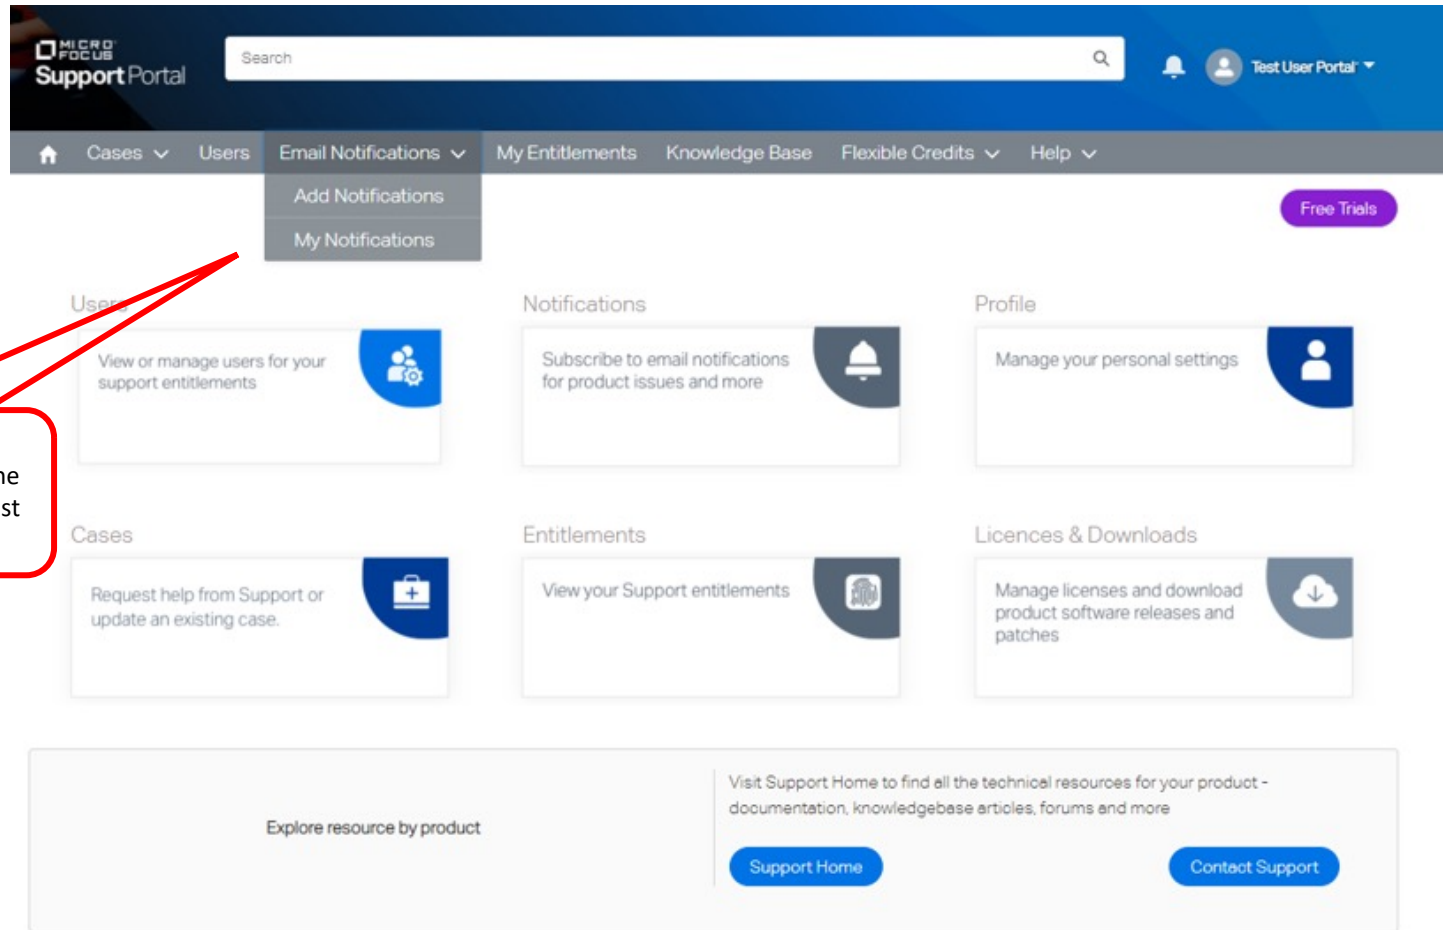 MICRO
FOCUS
Support Portal
Search
Test User Portal
Cases
Users
Email Notifications
My Entitlements
Knowledge Base
Flexible Credits
Help
Add Notifications
My Notifications
Free Trials
Users
View or manage users for your
support entitlements
Notifications
Subscribe to email notifications
for product issues and more
Profile
Manage your personal settings
Cases
Request help from Support or
update an existing case.
Entitlements
View your Support entitlements
Licences & Downloads
Manage licenses and download
product software releases and
patches
Explore resource by product
Visit Support Home to find all the technical resources for your product -
documentation, knowledgebase articles, forums and more
Support Home
Contact Support